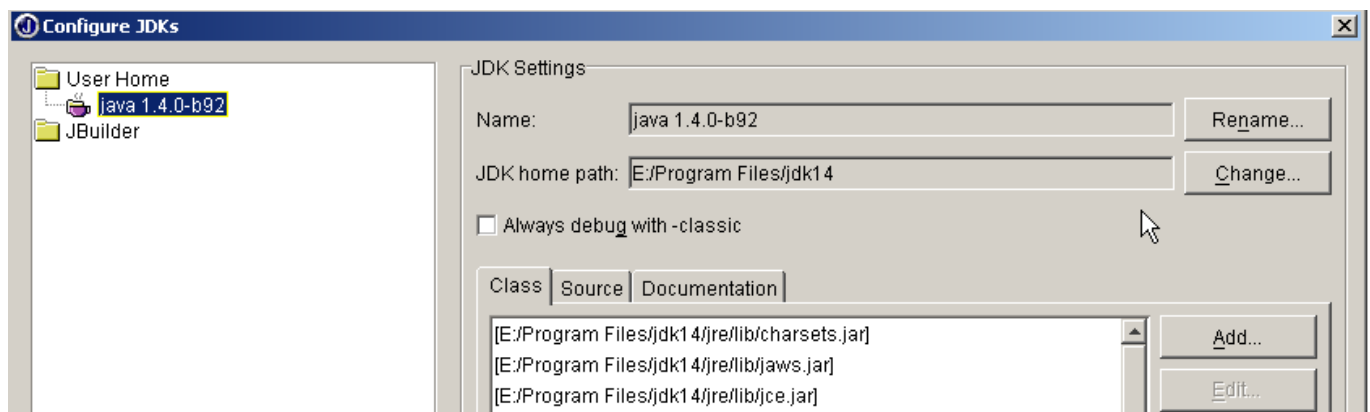 Configure JDKs
User Home
java 1.4.0-b92
JBuilder
JDK Settings
Name: java 1.4.0-b92 Rename...
JDK home path: E:/Program Files/jdk14 Change...
Always debug with -classic
Class Source Documentation
[E:/Program Files/jdk14/jre/lib/charsets.jar]
[E:/Program Files/jdk14/jre/lib/jaws.jar]
[E:/Program Files/jdk14/jre/lib/jce.jar]
Add...
Edit...